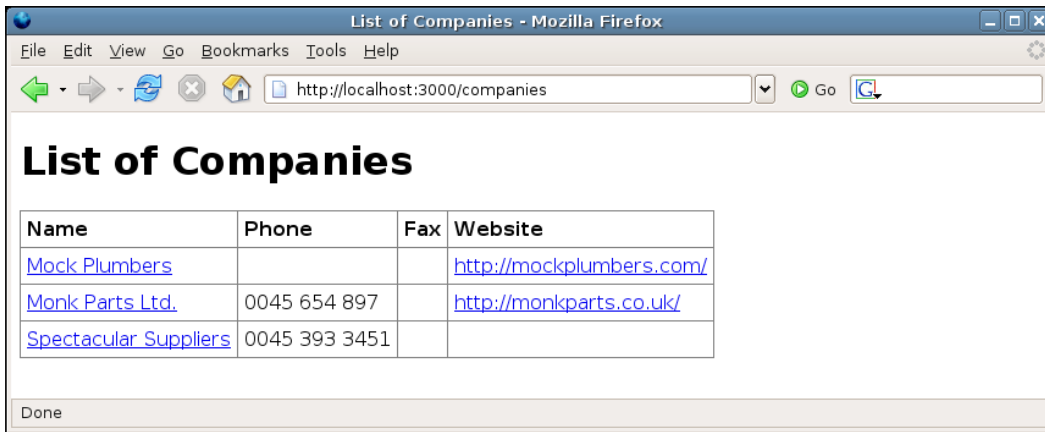 List of Companies - Mozilla Firefox
File Edit View Go Bookmarks Tools Help
http://localhost:3000/companies Go G
List of Companies
Name Phone Fax Website
Mock Plumbers http://mockplumbers.com/
Monk Parts Ltd. 0045 654 897 http://monkparts.co.uk/
Spectacular Suppliers 0045 393 3451
Done